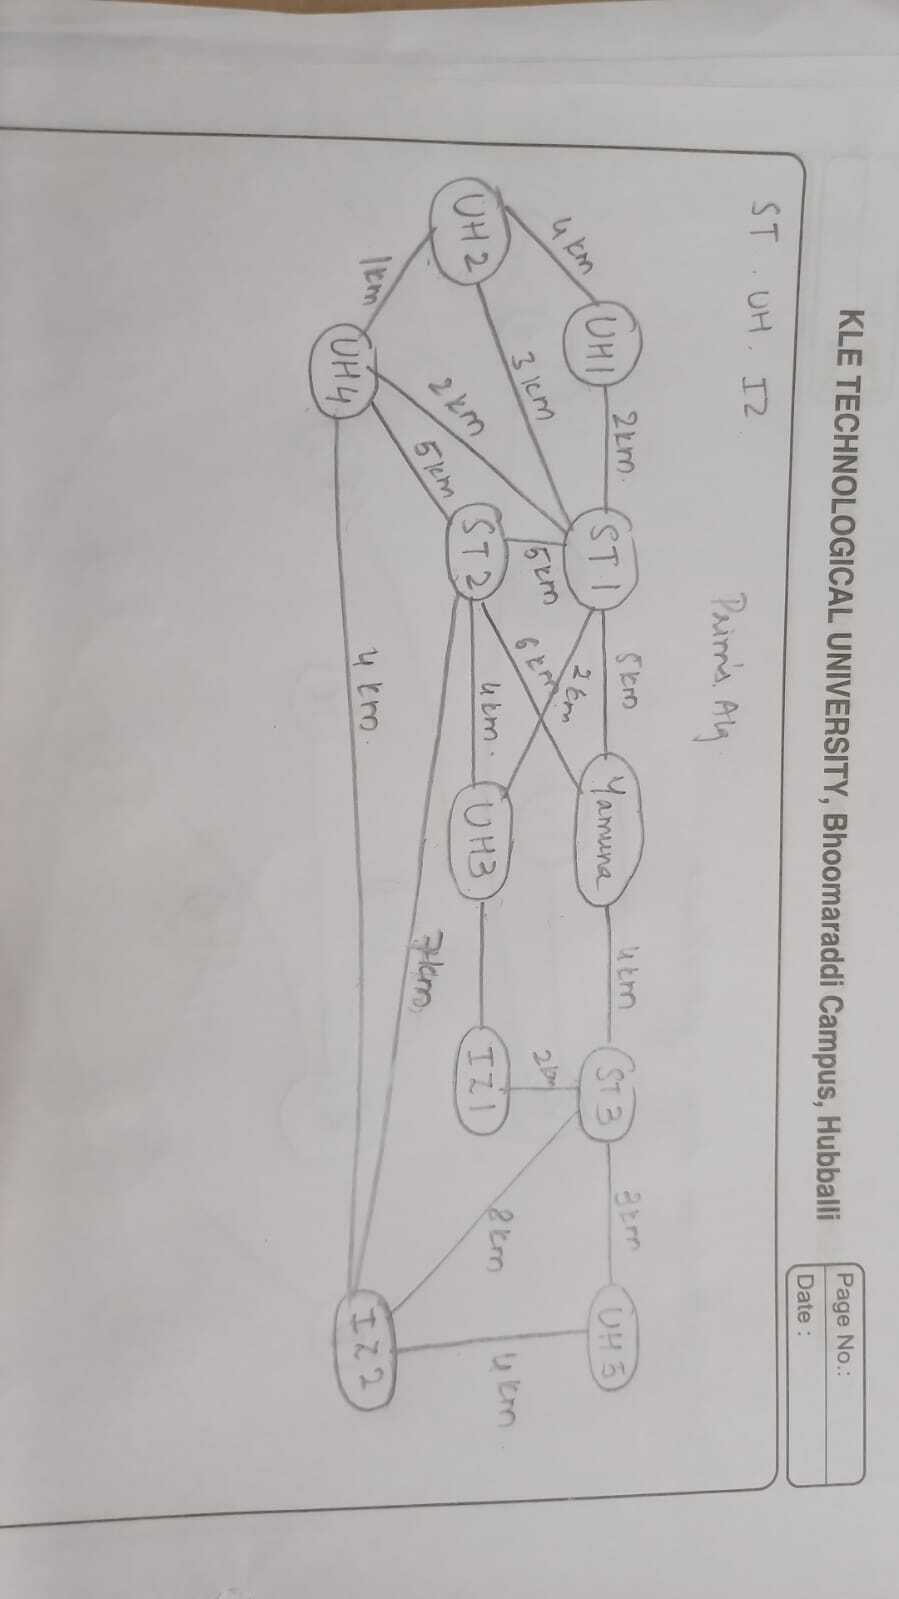 KLE TECHNOLOGICAL UNIVERSITY, Bhoomaraddi Campus, Hubballi
Page No.:
Date :
ST . UH . IZ
Prim's Alg
UH1
2km.
ST 1
5km
Yamuna
4km
ST3
3km
UH5
4km
3km
2km
5km
2km
6km
2km
8km
4km
UH2
1km
5km
ST2
4km.
UH3
IZ1
7km
UH4
4km.
IZ2